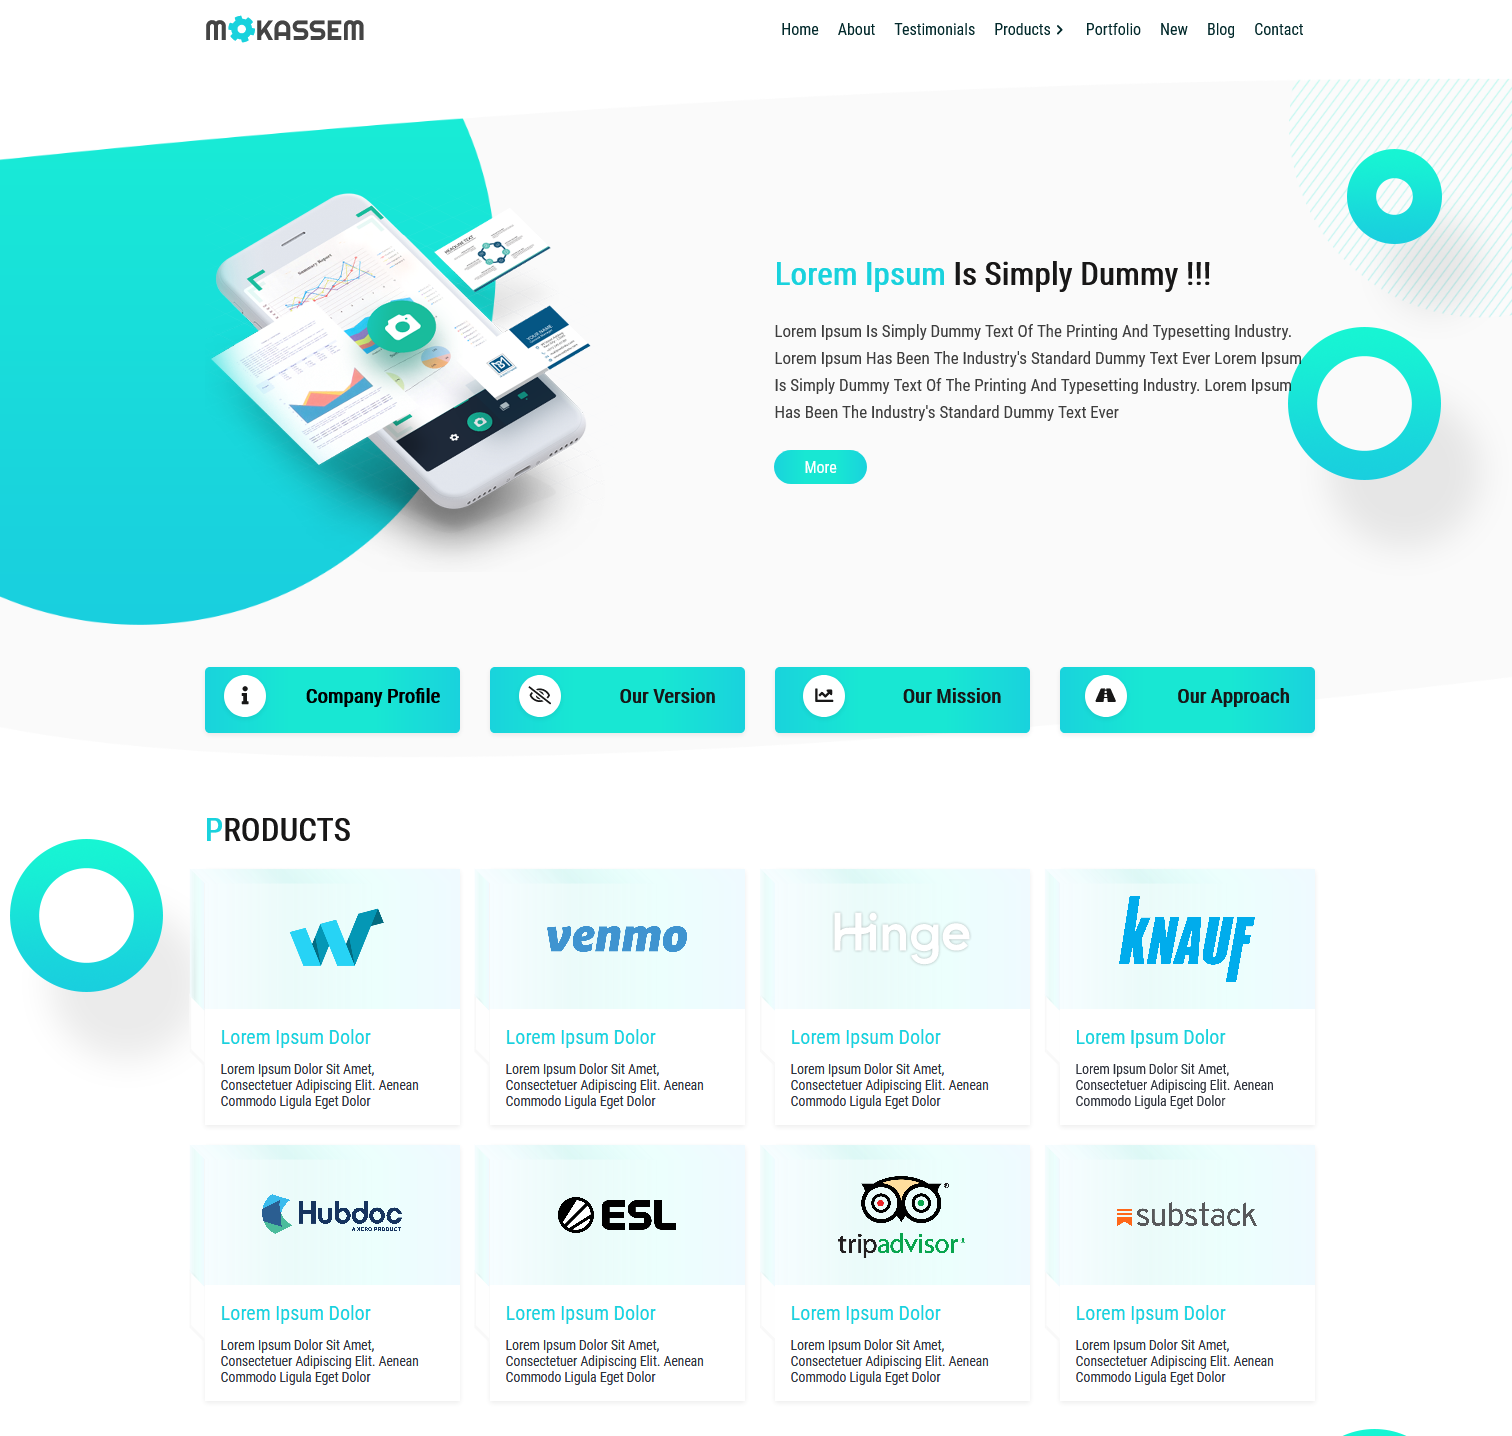 MOKASSEM
Home About Testimonials Products Portfolio New Blog Contact
Summary Report
HEADLINE TEXT
YOUR NAME
Lorem Ipsum Is Simply Dummy !!!
Lorem Ipsum Is Simply Dummy Text Of The Printing And Typesetting Industry.
Lorem Ipsum Has Been The Industry's Standard Dummy Text Ever Lorem Ipsum
Is Simply Dummy Text Of The Printing And Typesetting Industry. Lorem Ipsum
Has Been The Industry's Standard Dummy Text Ever
More
Company Profile
Our Version
Our Mission
Our Approach
PRODUCTS
venmo
Hinge
KNAUF
Lorem Ipsum Dolor
Lorem Ipsum Dolor Sit Amet,
Consectetuer Adipiscing Elit. Aenean
Commodo Ligula Eget Dolor
Lorem Ipsum Dolor
Lorem Ipsum Dolor Sit Amet,
Consectetuer Adipiscing Elit. Aenean
Commodo Ligula Eget Dolor
Lorem Ipsum Dolor
Lorem Ipsum Dolor Sit Amet,
Consectetuer Adipiscing Elit. Aenean
Commodo Ligula Eget Dolor
Lorem Ipsum Dolor
Lorem Ipsum Dolor Sit Amet,
Consectetuer Adipiscing Elit. Aenean
Commodo Ligula Eget Dolor
Hubdoc
A XERO PRODUCT
ESL
tripadvisor
substack
Lorem Ipsum Dolor
Lorem Ipsum Dolor Sit Amet,
Consectetuer Adipiscing Elit. Aenean
Commodo Ligula Eget Dolor
Lorem Ipsum Dolor
Lorem Ipsum Dolor Sit Amet,
Consectetuer Adipiscing Elit. Aenean
Commodo Ligula Eget Dolor
Lorem Ipsum Dolor
Lorem Ipsum Dolor Sit Amet,
Consectetuer Adipiscing Elit. Aenean
Commodo Ligula Eget Dolor
Lorem Ipsum Dolor
Lorem Ipsum Dolor Sit Amet,
Consectetuer Adipiscing Elit. Aenean
Commodo Ligula Eget Dolor